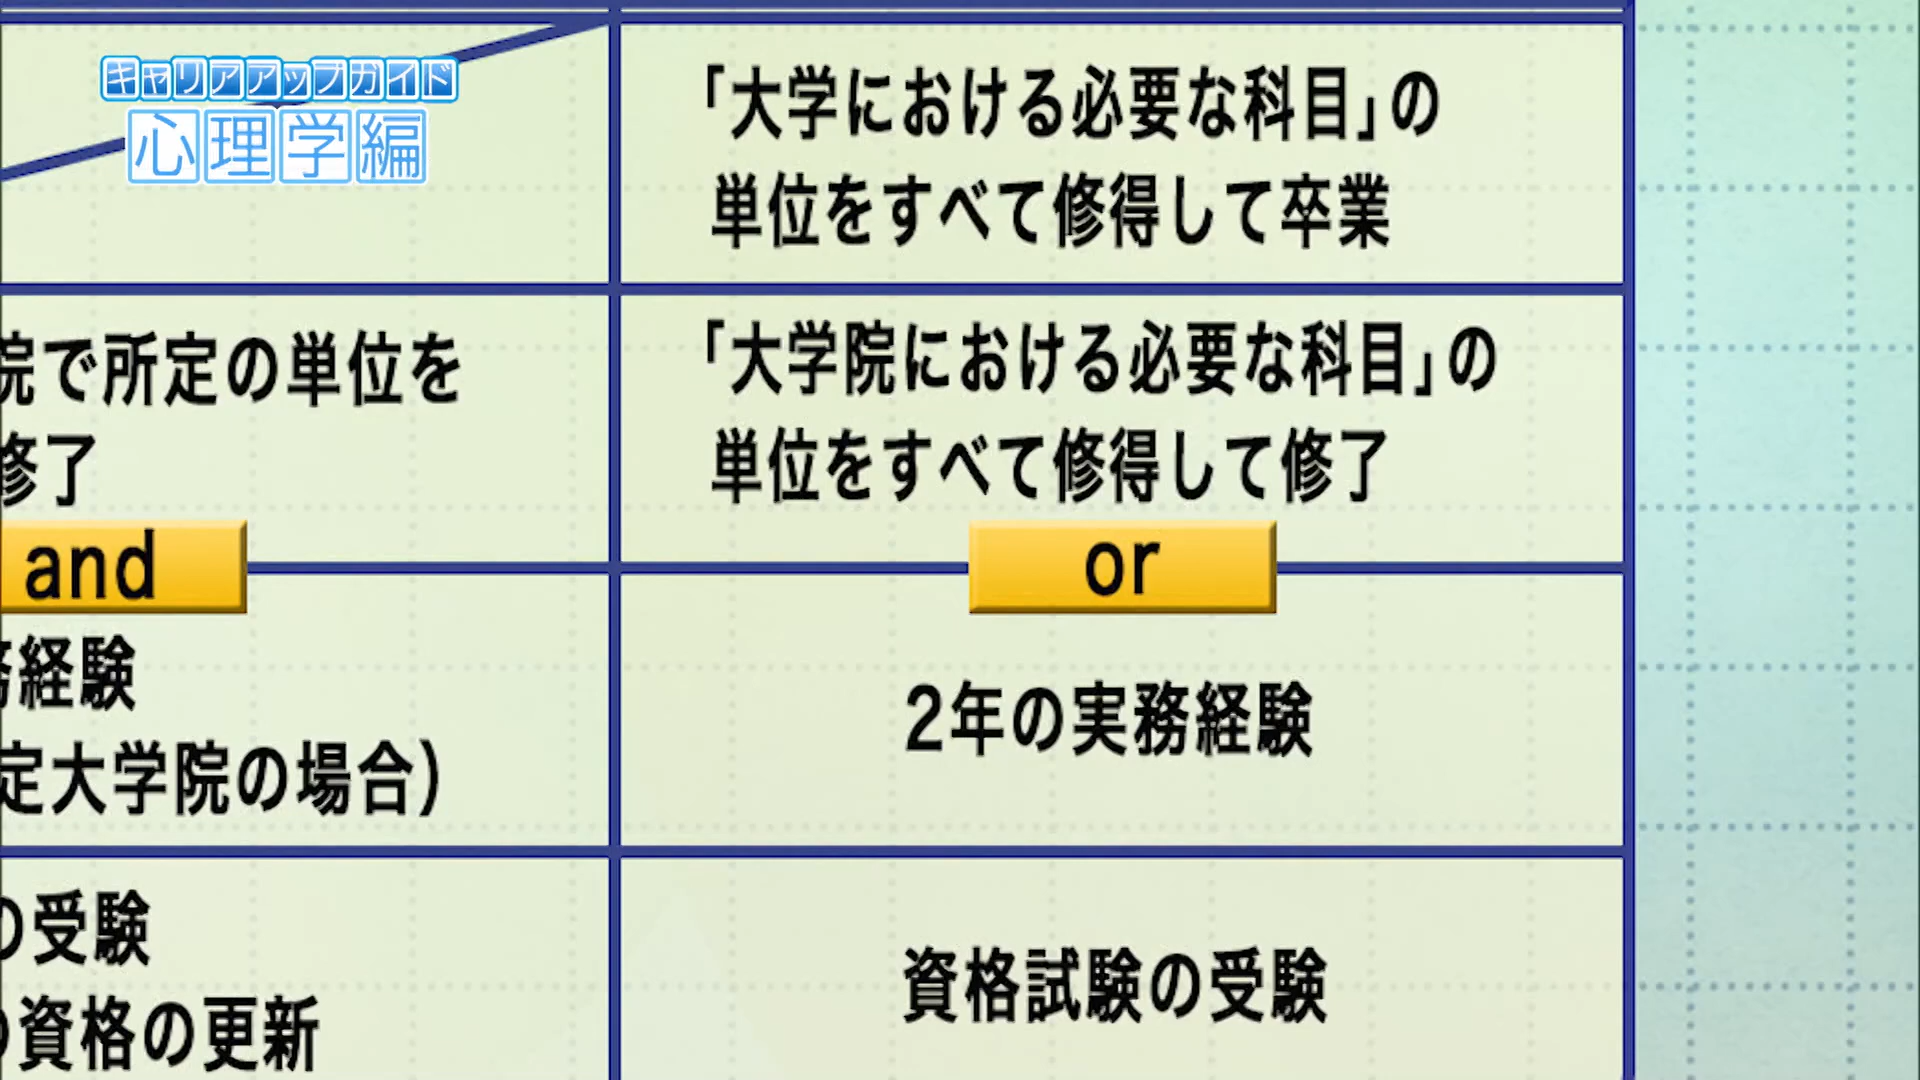 キャリアアップガイド
心理学編
「大学における必要な科目」の
単位をすべて修得して卒業
院で所定の単位を
修了
「大学院における必要な科目」の
単位をすべて修得して修了
and
or
務経験
定大学院の場合)
2年の実務経験
の受験
の資格の更新
資格試験の受験